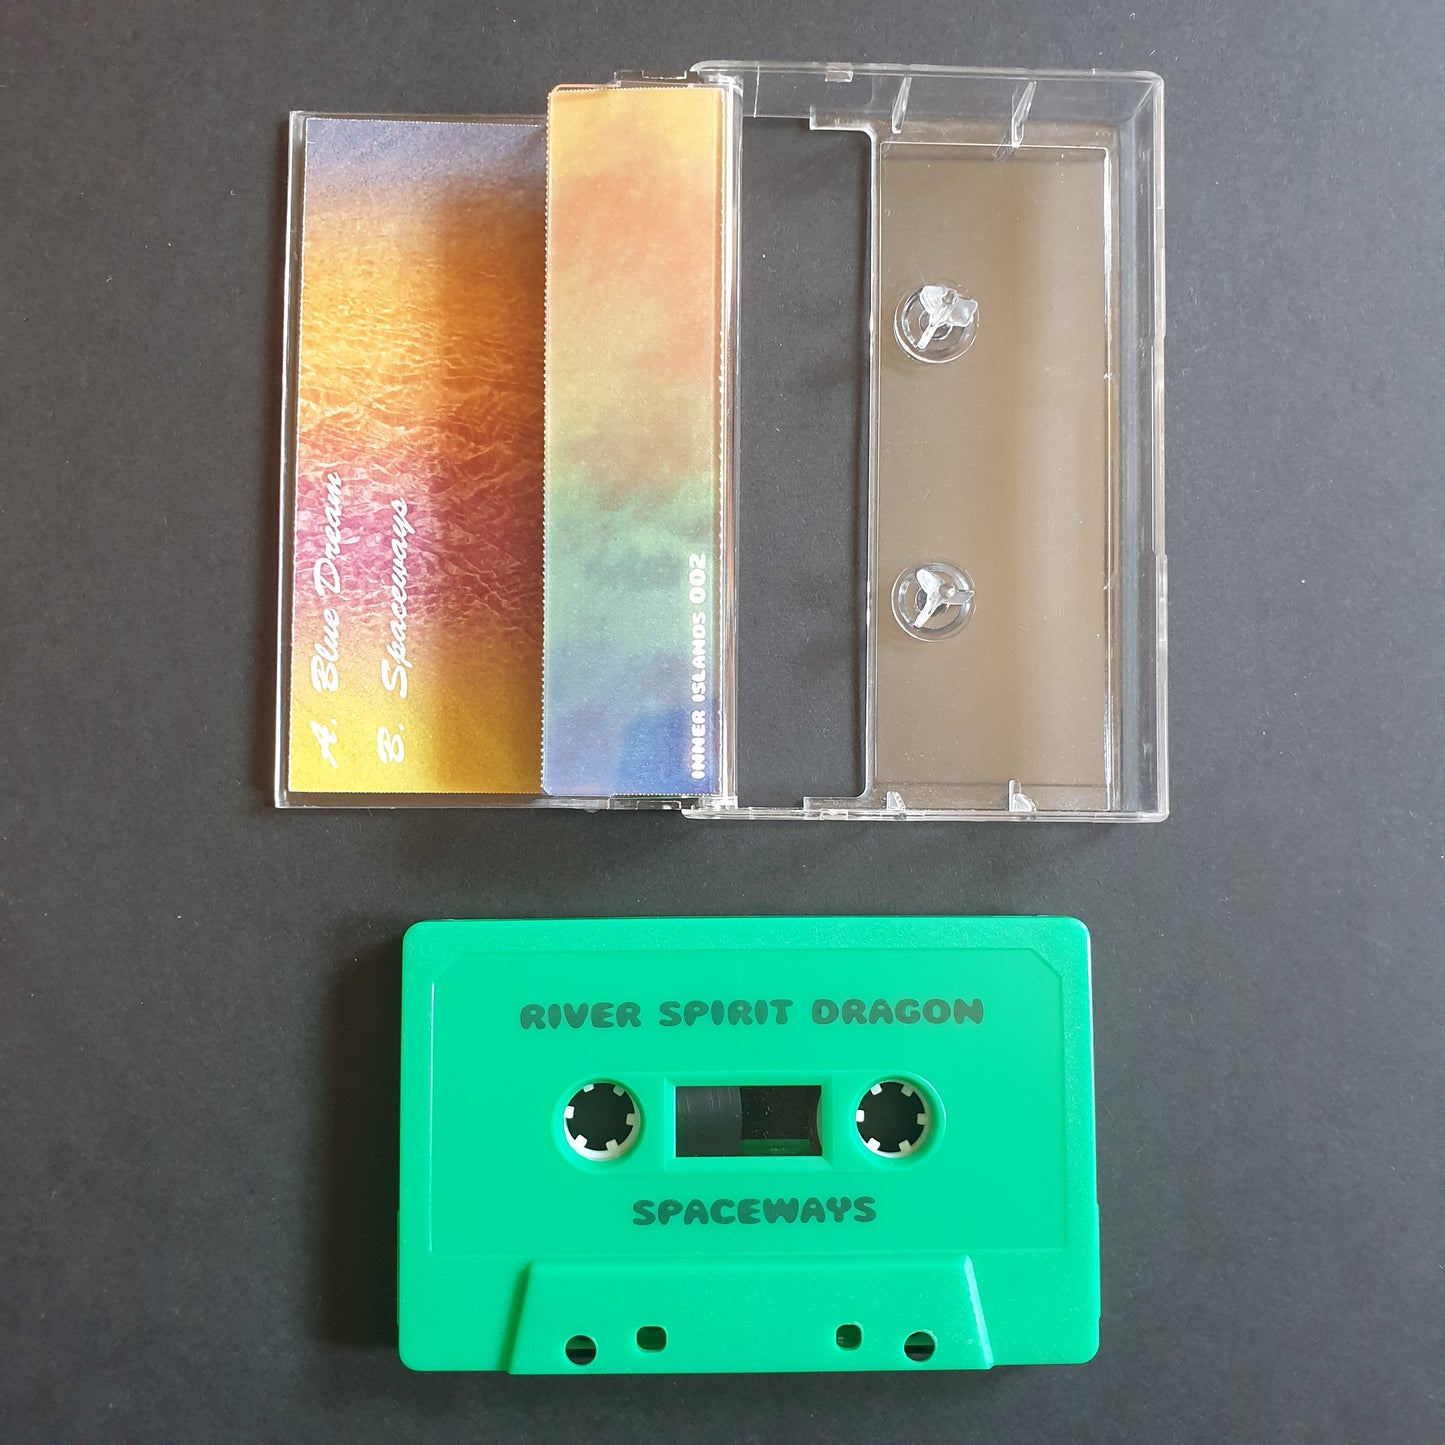 A. Blue Dream
B. Spaceways
INNER ISLANDS 002
RIVER SPIRIT DRAGON
SPACEWAYS